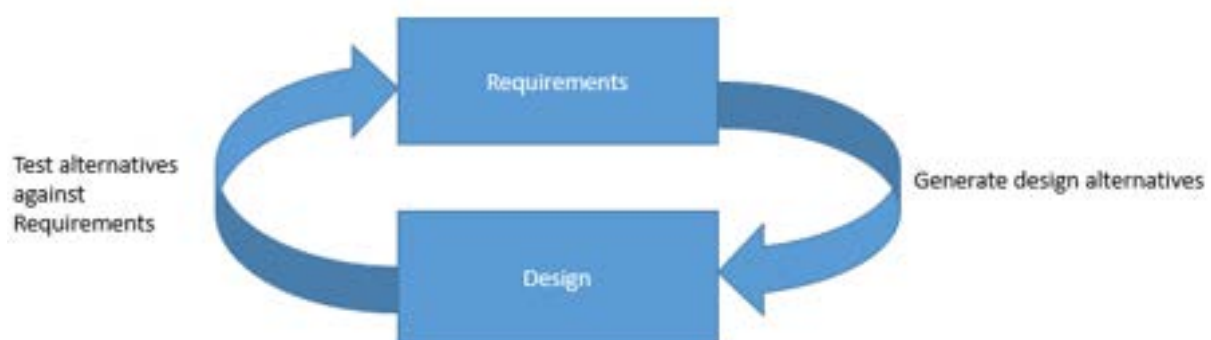 Requirements
Test alternatives
against
Requirements
Generate design alternatives
Design